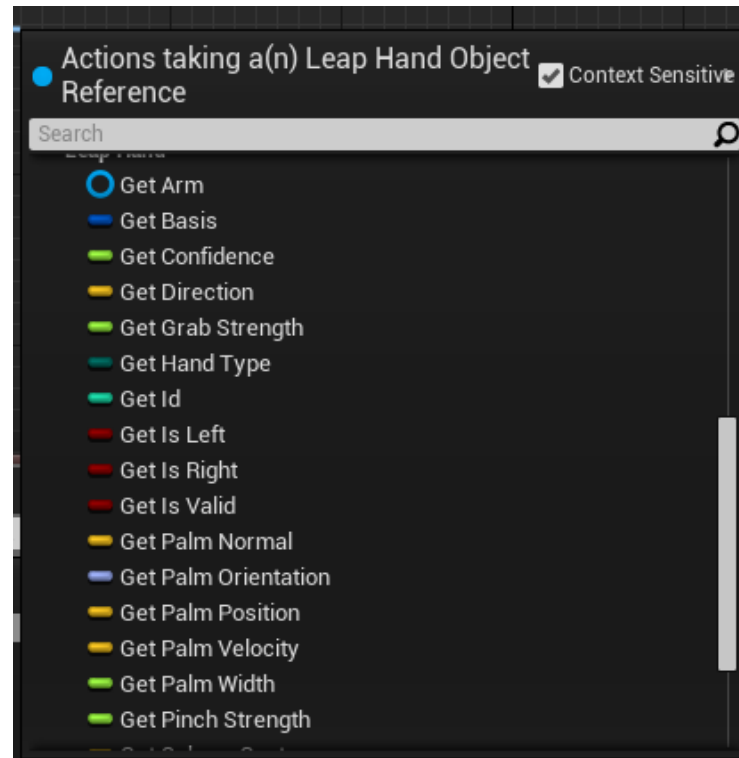 Actions taking a(n) Leap Hand Object
Reference
Context Sensitive
Search
Leap Hand
Get Arm
Get Basis
Get Confidence
Get Direction
Get Grab Strength
Get Hand Type
Get Id
Get Is Left
Get Is Right
Get Is Valid
Get Palm Normal
Get Palm Orientation
Get Palm Position
Get Palm Velocity
Get Palm Width
Get Pinch Strength